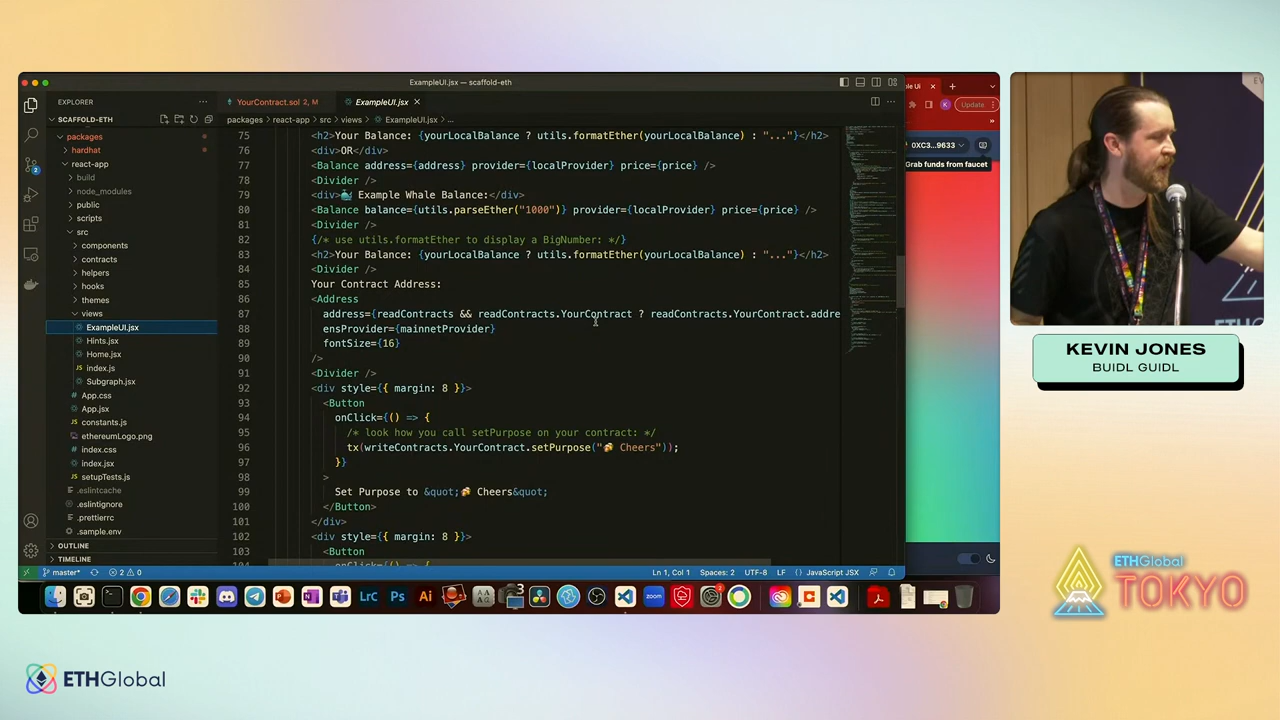 ExampleUI.jsx — scaffold-eth
EXPLORER
YourContract.sol 2, M
ExampleUI.jsx
SCAFFOLD-ETH
packages > react-app > src > views > ExampleUI.jsx > ...
packages
hardhat
react-app
build
node_modules
public
scripts
src
components
contracts
helpers
hooks
themes
views
ExampleUI.jsx
Hints.jsx
Home.jsx
index.js
Subgraph.jsx
App.css
App.jsx
constants.js
ethereumLogo.png
index.css
index.jsx
setupTests.js
.eslintcache
.eslintignore
.prettierrc
.sample.env
OUTLINE
TIMELINE
75 <h2>Your Balance: {yourLocalBalance ? utils.formatEther(yourLocalBalance) : "..."}</h2>
76 <div>OR</div>
77 <Balance address={address} provider={localProvider} price={price} />
78 <Divider />
79 <div>🐳 Example Whale Balance:</div>
80 <Balance balance={utils.parseEther("1000")} provider={localProvider} price={price} />
81 <Divider />
82 {/* use utils.formatEther to display a BigNumber: */}
83 <h2>Your Balance: {yourLocalBalance ? utils.formatEther(yourLocalBalance) : "..."}</h2>
84 <Divider />
85 Your Contract Address:
86 <Address
87 address={readContracts && readContracts.YourContract ? readContracts.YourContract.addre
88 ensProvider={mainnetProvider}
89 fontSize={16}
90 />
91 <Divider />
92 <div style={{ margin: 8 }}>
93 <Button
94 onClick={() => {
95 /* look how you call setPurpose on your contract: */
96 tx(writeContracts.YourContract.setPurpose("🍻 Cheers"));
97 }}
98 >
99 Set Purpose to &quot;🍻 Cheers&quot;
100 </Button>
101 </div>
102 <div style={{ margin: 8 }}>
103 <Button
master*
2
0
Ln 1, Col 1
Spaces: 2
UTF-8
LF
JavaScript JSX
Update
0XC3...9633
Grab funds from faucet
LrC
Ps
Ai
zoom
KEVIN JONES
BUIDL GUIDL
ETHGlobal
TOKYO
ETHGlobal